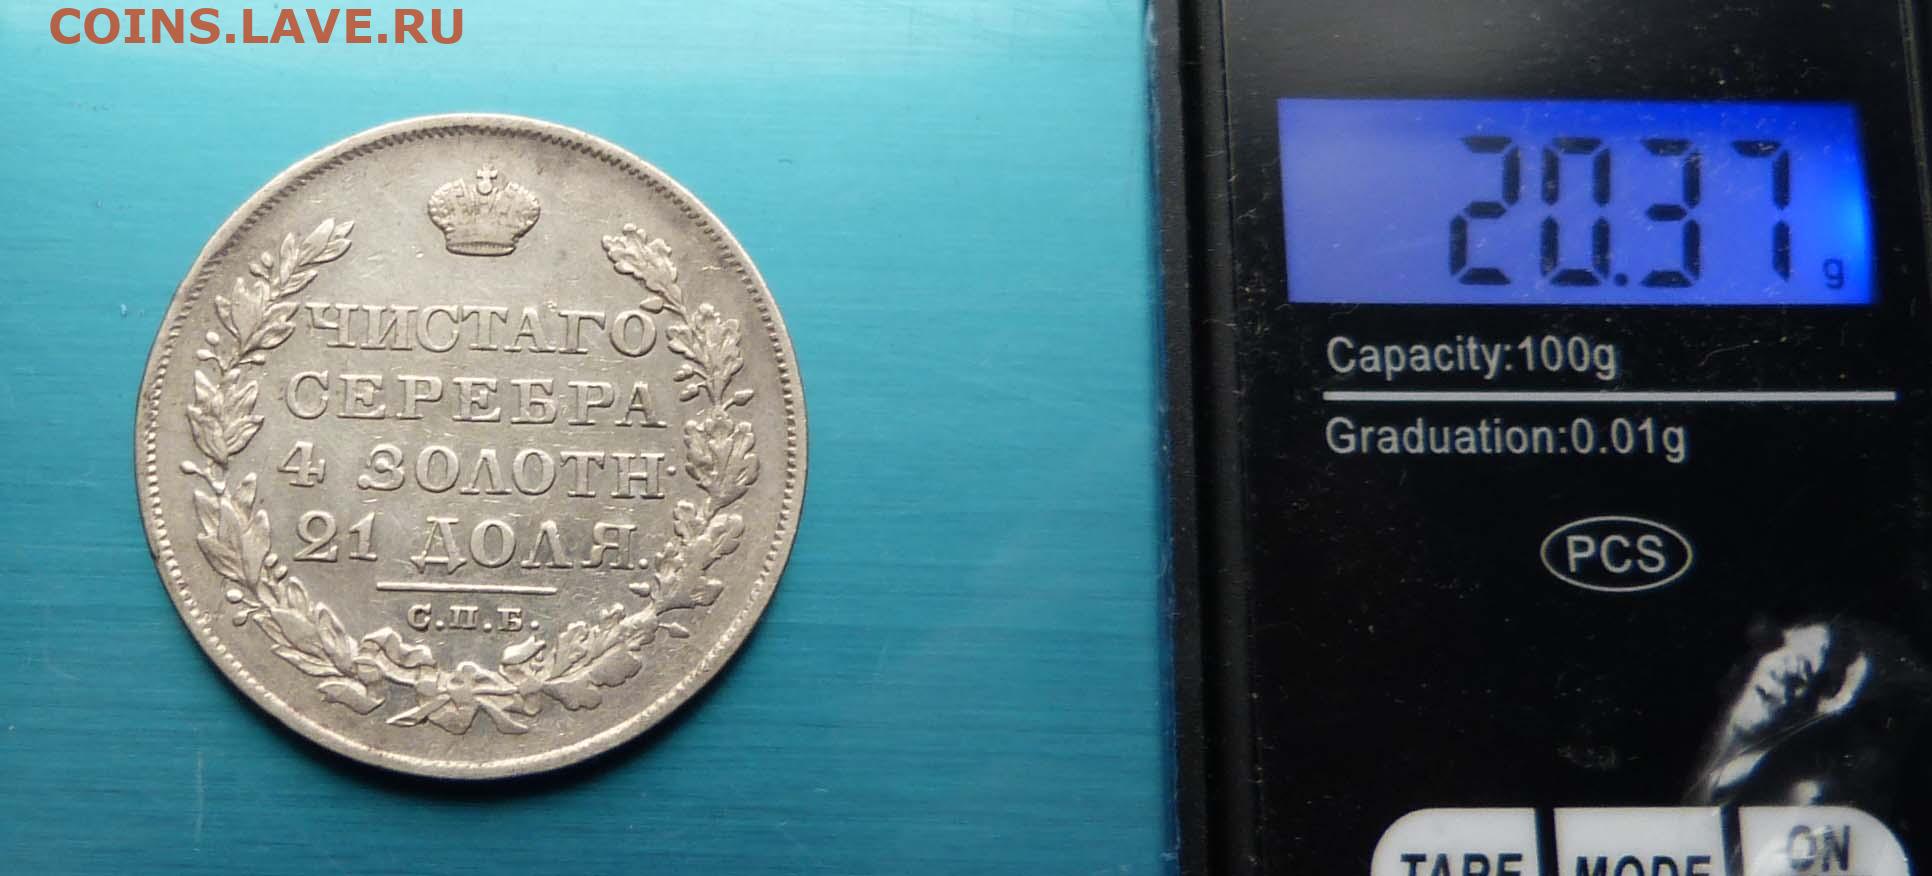 COINS.LAVE.RU
ЧИСТАГО
СЕРЕБРА
4 ЗОЛОТН.
21 ДОЛЯ.
С.П.Б.
20.37 g
Capacity:100g
Graduation:0.01g
PCS
TARE MODE ON